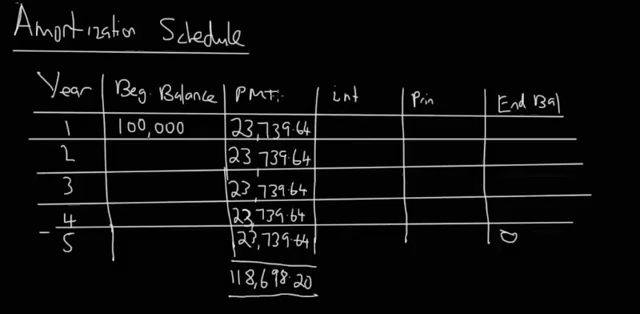 Amortization Schedule
Year Beg. Balance PMT. int Prin End Bal
1 100,000 23,739.64
2 23,739.64
3 23,739.64
4 23,739.64
5 23,739.64 0
118,698.20